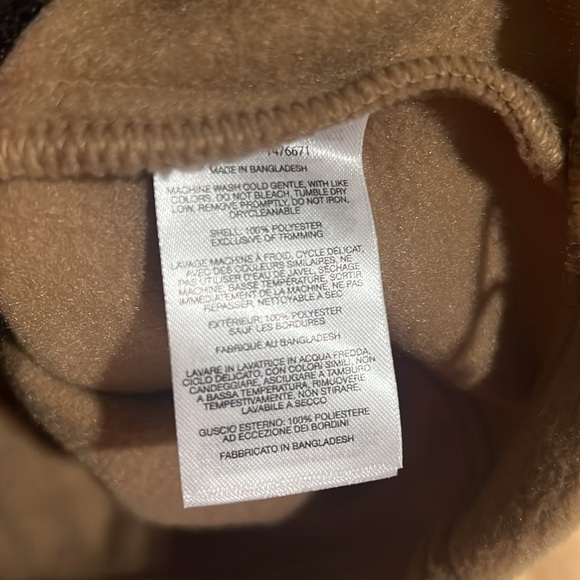 1476671
MADE IN BANGLADESH
MACHINE WASH COLD GENTLE, WITH LIKE
COLORS, DO NOT BLEACH, TUMBLE DRY
LOW, REMOVE PROMPTLY, DO NOT IRON,
DRYCLEANABLE
SHELL: 100% POLYESTER
EXCLUSIVE OF TRIMMING
LAVAGE MACHINE À FROID, CYCLE DÉLICAT,
AVEC DES COULEURS SIMILAIRES, NE
PAS UTILISER D'EAU DE JAVEL, SÉCHAGE
MACHINE, BASSE TEMPÉRATURE, SORTIR
IMMÉDIATEMENT DE LA MACHINE, NE PAS
REPASSER, NETTOYABLE À SEC
EXTÉRIEUR: 100% POLYESTER
SAUF LES BORDURES
FABRIQUÉ AU BANGLADESH
LAVARE IN LAVATRICE IN ACQUA FREDDA,
CICLO DELICATO, CON COLORI SIMILI, NON
CANDEGGIARE, ASCIUGARE A TAMBURO
A BASSA TEMPERATURA, RIMUOVERE
TEMPESTIVAMENTE, NON STIRARE,
LAVABILE A SECCO
GUSCIO ESTERNO: 100% POLIESTERE
AD ECCEZIONE DEI BORDINI
FABBRICATO IN BANGLADESH